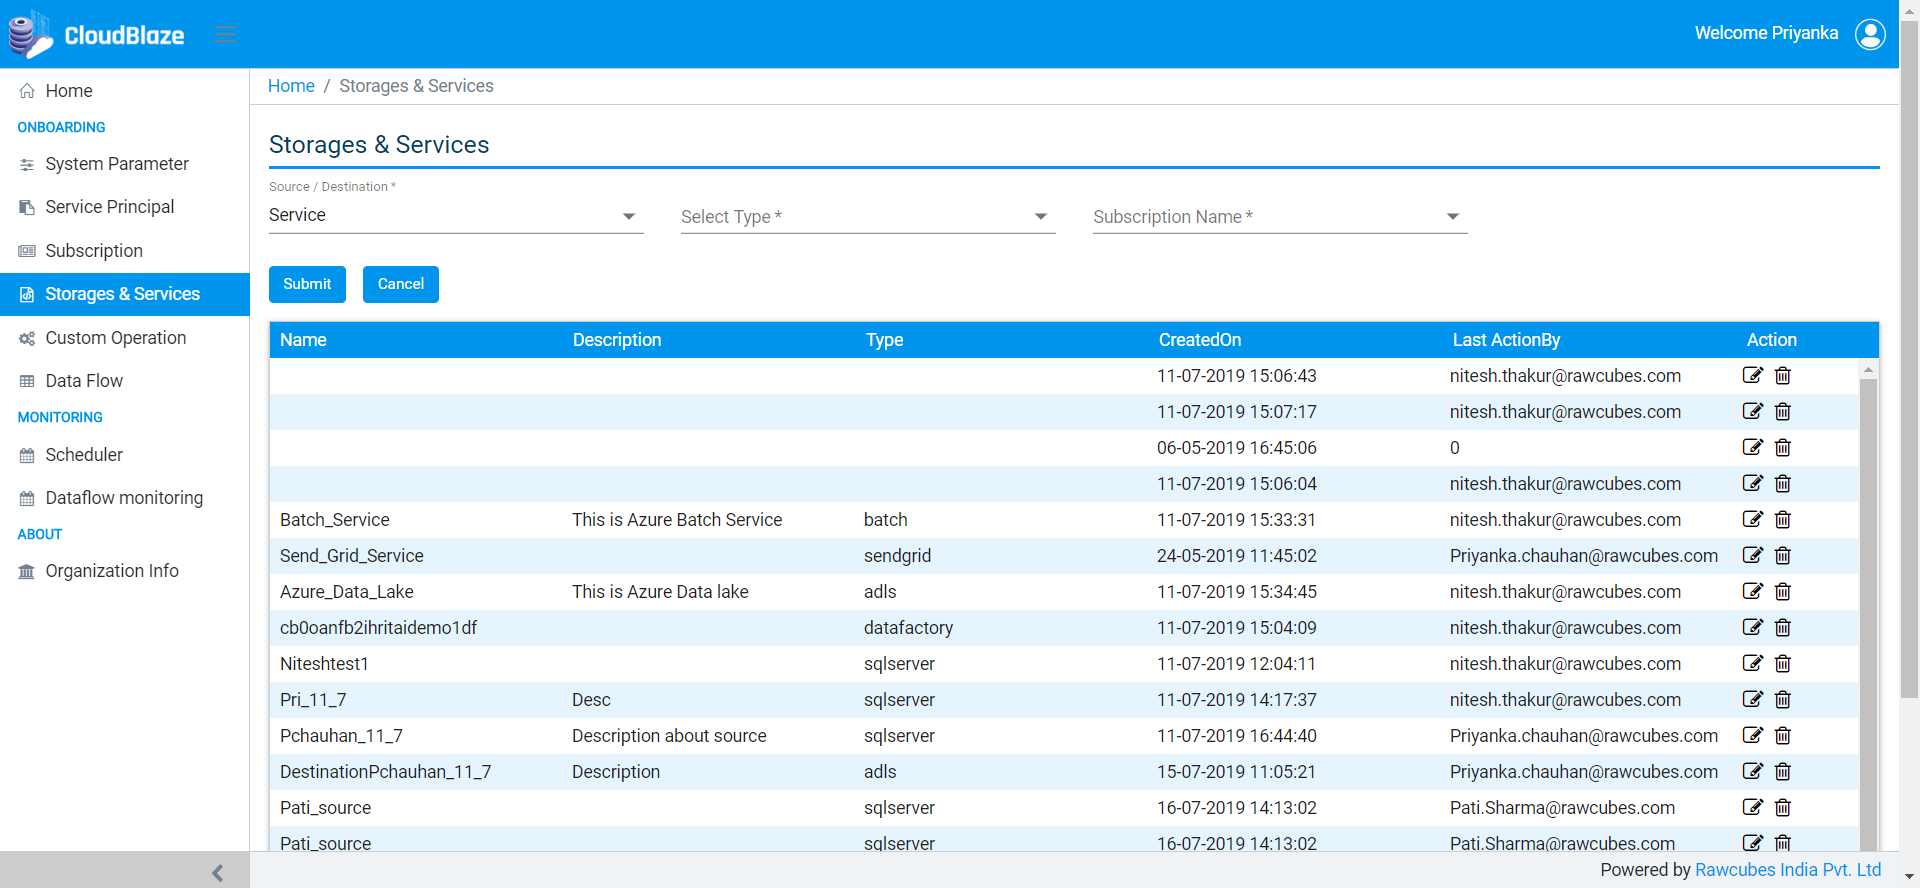 CloudBlaze
Welcome Priyanka
Home
ONBOARDING
System Parameter
Service Principal
Subscription
Storages & Services
Custom Operation
Data Flow
MONITORING
Scheduler
Dataflow monitoring
ABOUT
Organization Info
Home / Storages & Services
Storages & Services
Source / Destination *
Service
Select Type *
Subscription Name *
Submit Cancel
Name Description Type CreatedOn Last ActionBy Action
11-07-2019 15:06:43 nitesh.thakur@rawcubes.com
11-07-2019 15:07:17 nitesh.thakur@rawcubes.com
06-05-2019 16:45:06 0
11-07-2019 15:06:04 nitesh.thakur@rawcubes.com
Batch_Service This is Azure Batch Service batch 11-07-2019 15:33:31 nitesh.thakur@rawcubes.com
Send_Grid_Service sendgrid 24-05-2019 11:45:02 Priyanka.chauhan@rawcubes.com
Azure_Data_Lake This is Azure Data lake adls 11-07-2019 15:34:45 nitesh.thakur@rawcubes.com
cb0oanfb2ihritaidemo1df datafactory 11-07-2019 15:04:09 nitesh.thakur@rawcubes.com
Niteshtest1 sqlserver 11-07-2019 12:04:11 nitesh.thakur@rawcubes.com
Pri_11_7 Desc sqlserver 11-07-2019 14:17:37 nitesh.thakur@rawcubes.com
Pchauhan_11_7 Description about source sqlserver 11-07-2019 16:44:40 Priyanka.chauhan@rawcubes.com
DestinationPchauhan_11_7 Description adls 15-07-2019 11:05:21 Priyanka.chauhan@rawcubes.com
Pati_source sqlserver 16-07-2019 14:13:02 Pati.Sharma@rawcubes.com
Pati_source sqlserver 16-07-2019 14:13:02 Pati.Sharma@rawcubes.com
Powered by Rawcubes India Pvt. Ltd